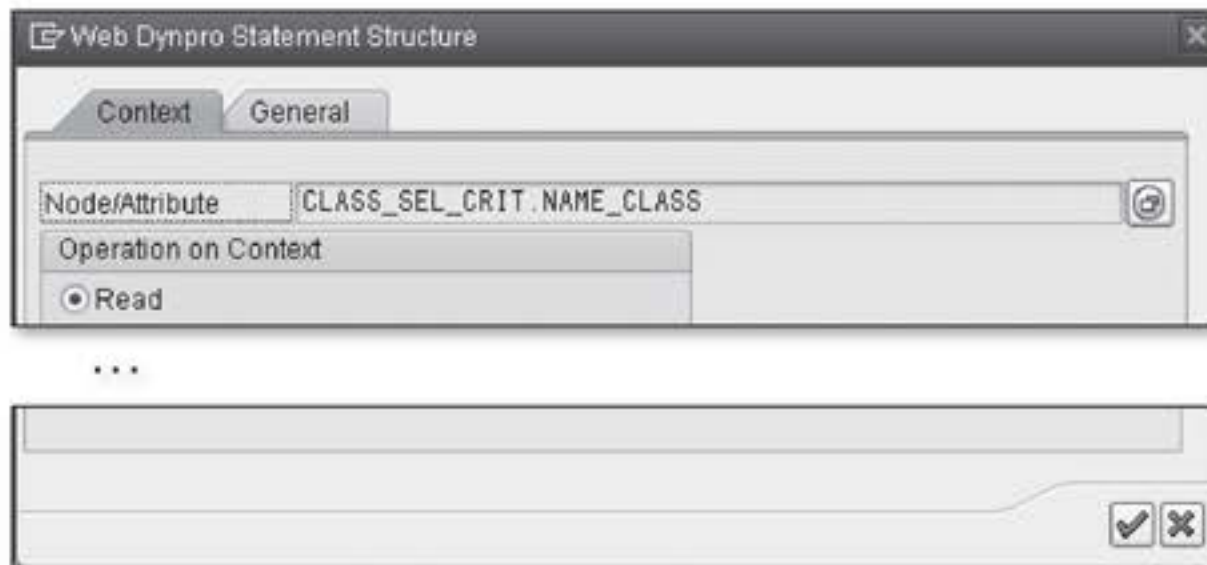 Web Dynpro Statement Structure
Context General
Node/Attribute CLASS_SEL_CRIT.NAME_CLASS
Operation on Context
Read
...